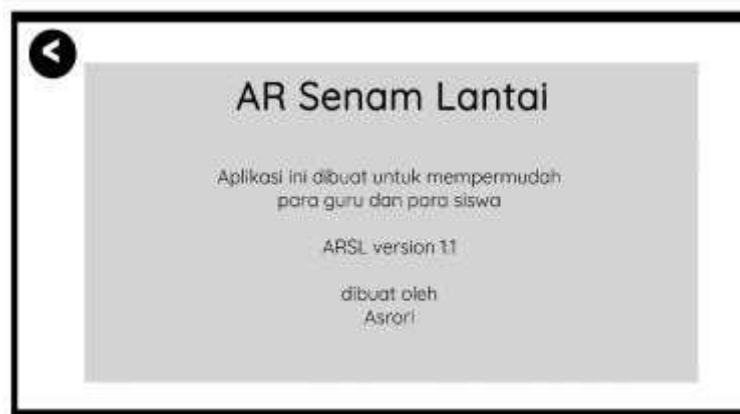 AR Senam Lantai
Aplikasi ini dibuat untuk mempermudah
para guru dan para siswa
ARSL version 1.1
dibuat oleh
Asrori